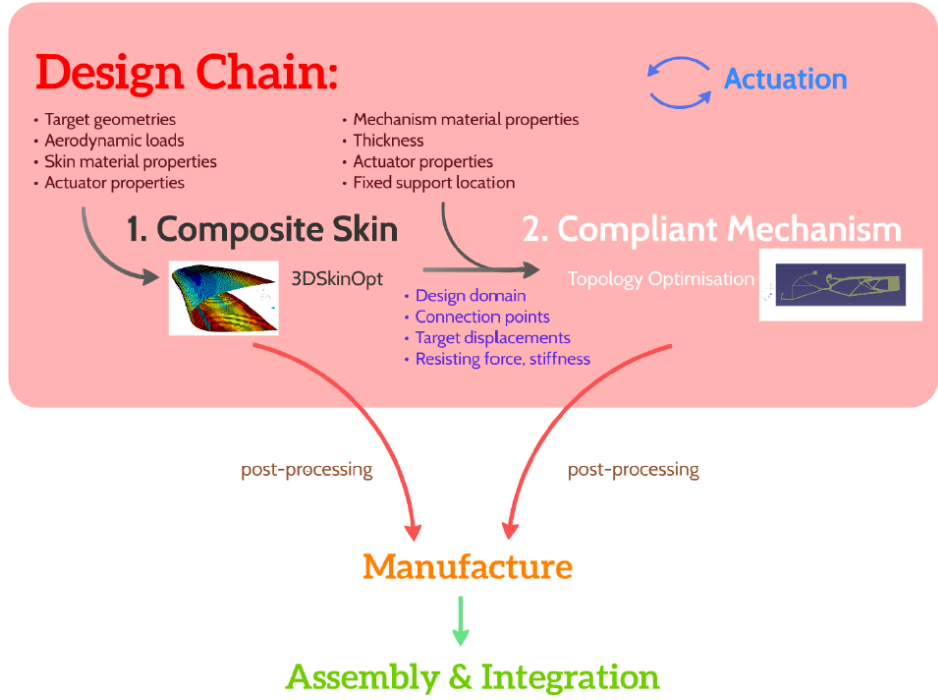 Design Chain:
Actuation
• Target geometries
• Aerodynamic loads
• Skin material properties
• Actuator properties
• Mechanism material properties
• Thickness
• Actuator properties
• Fixed support location
1. Composite Skin
2. Compliant Mechanism
3DSkinOpt
Topology Optimisation
• Design domain
• Connection points
• Target displacements
• Resisting force, stiffness
post-processing
post-processing
Manufacture
Assembly & Integration